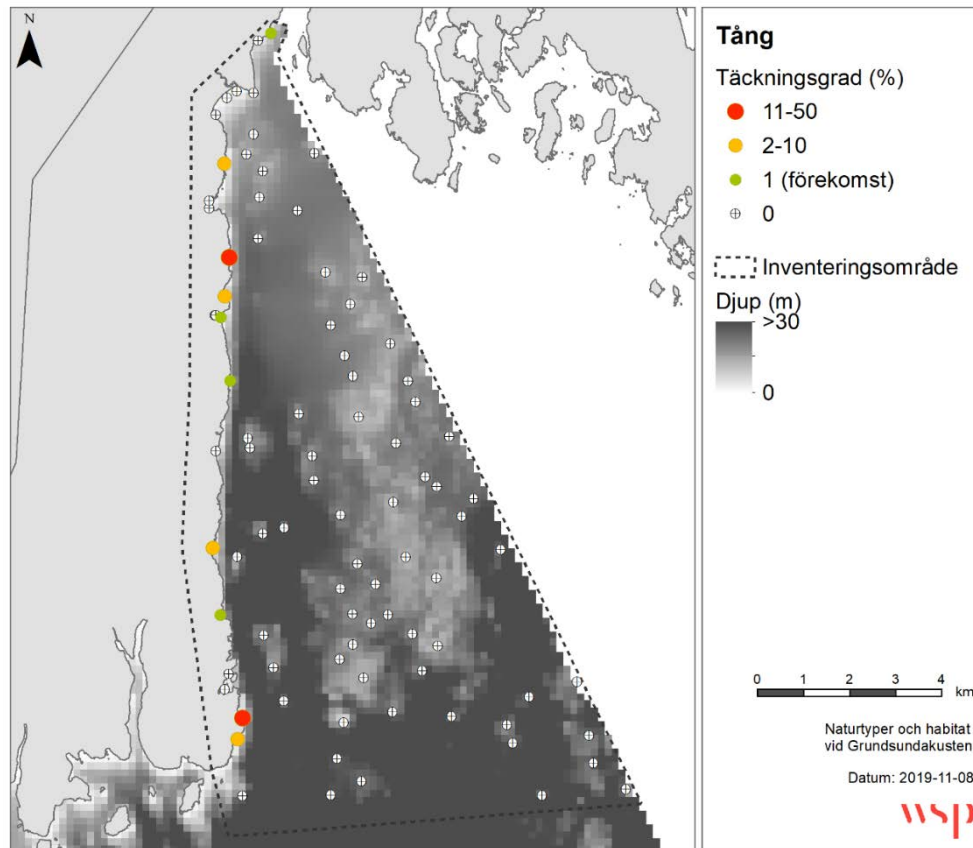 N
Tång
Täckningsgrad (%)
11-50
2-10
1 (förekomst)
0
Inventeringsområde
Djup (m)
>30
0
0 1 2 3 4
km
Naturtyper och habitat
vid Grundsundakusten
Datum: 2019-11-08
wsp